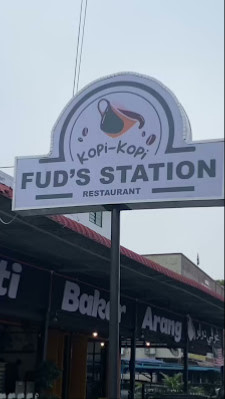 KOPI-KOPI
FUD'S STATION
RESTAURANT
ti Bakar Arang